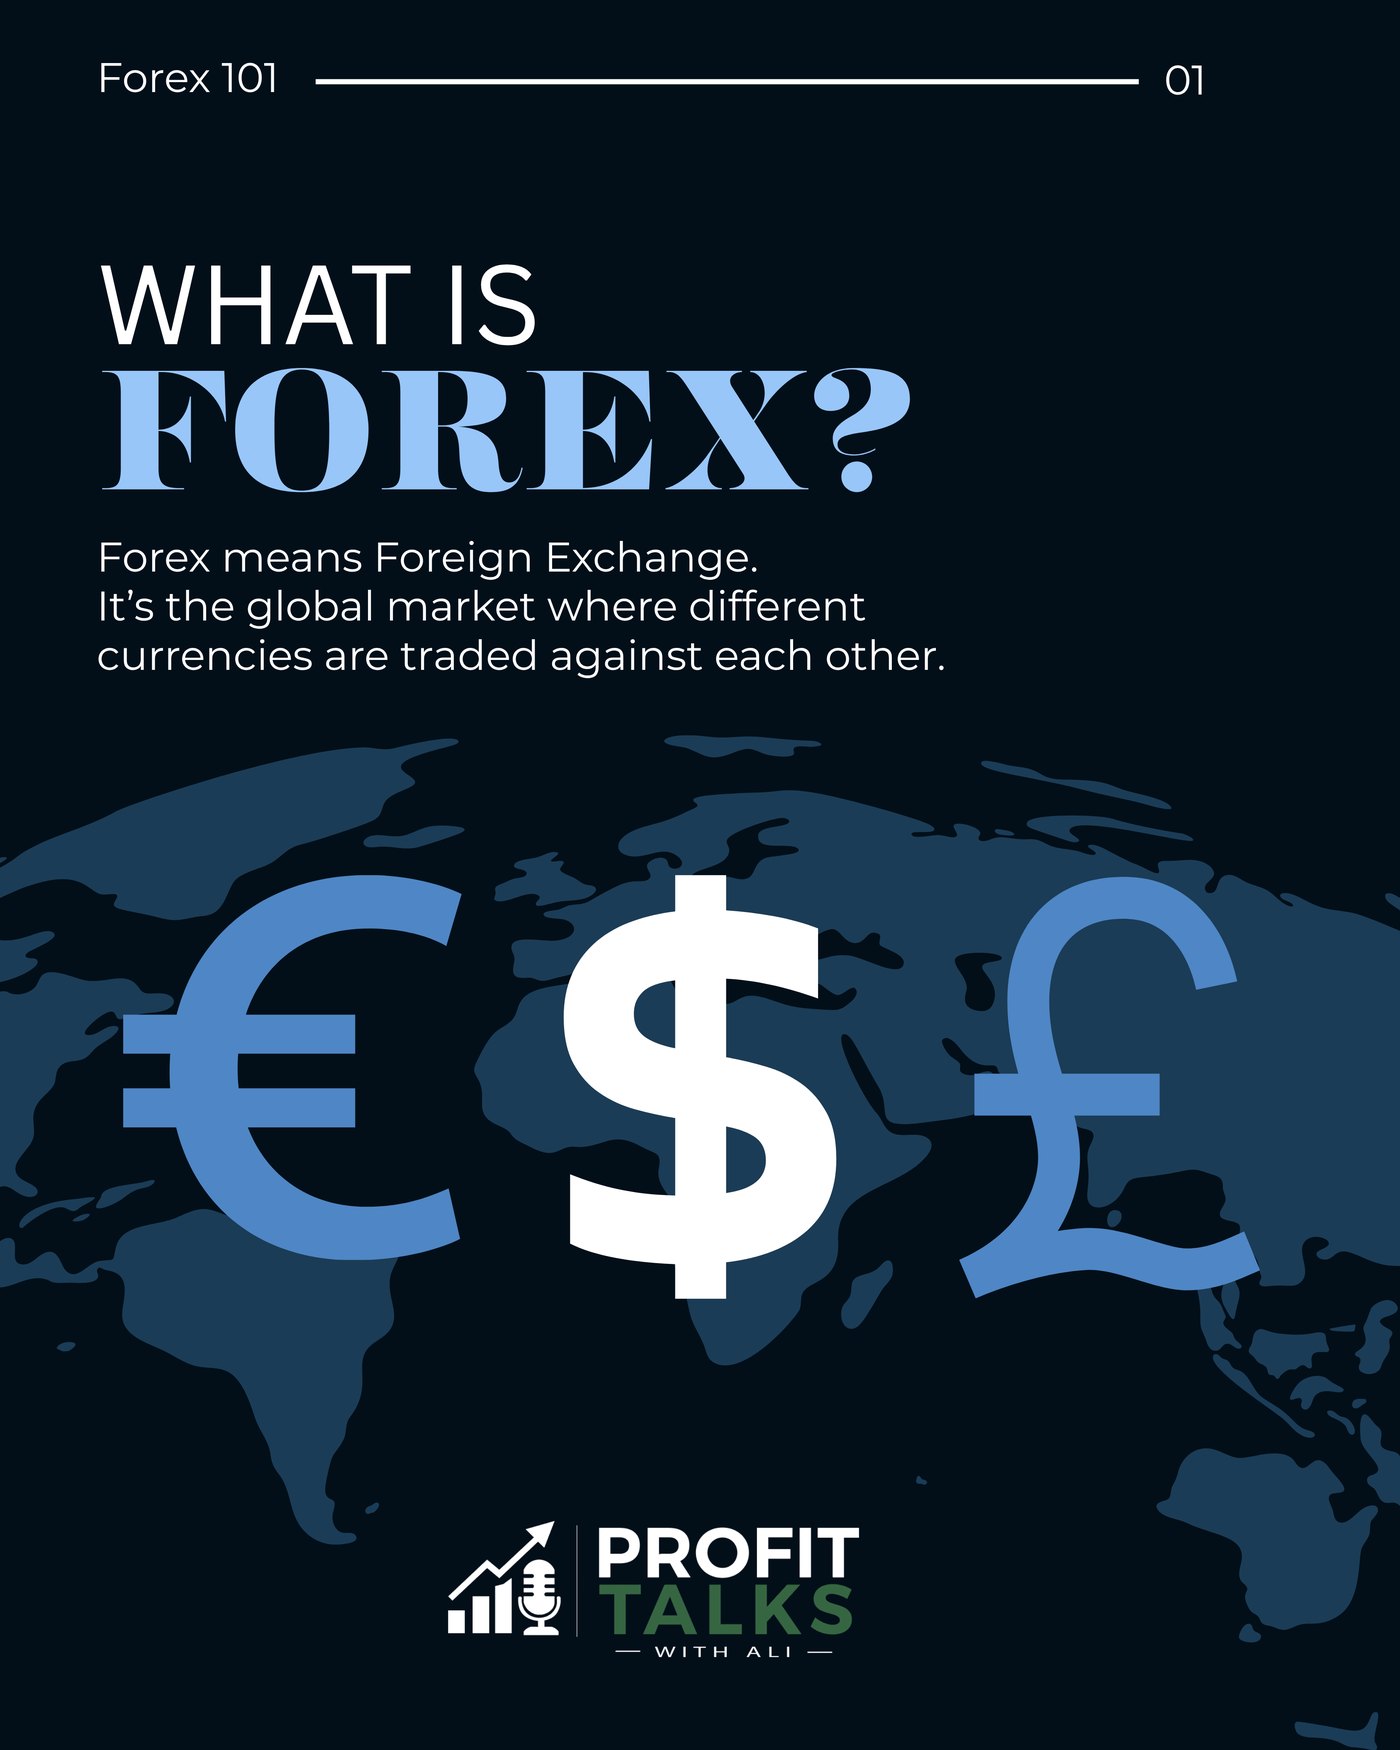 Forex 101
01
WHAT IS
FOREX?
Forex means Foreign Exchange.
It’s the global market where different
currencies are traded against each other.
€ $ £
PROFIT
TALKS
— WITH ALI —